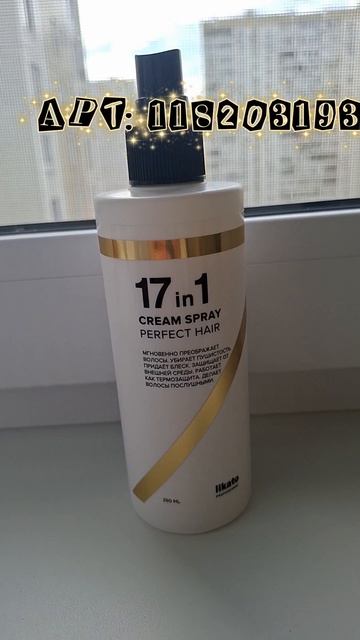 АРТ: 118203193
17 in 1
CREAM SPRAY
PERFECT HAIR
МГНОВЕННО ПРЕОБРАЖАЕТ
ВОЛОСЫ. УБИРАЕТ ПУШИСТОСТЬ,
ПРИДАЁТ БЛЕСК. ЗАЩИЩАЕТ ОТ
ВНЕШНЕЙ СРЕДЫ. РАБОТАЕТ
КАК ТЕРМОЗАЩИТА. ДЕЛАЕТ
ВОЛОСЫ ПОСЛУШНЫМИ.
250 ML
likato